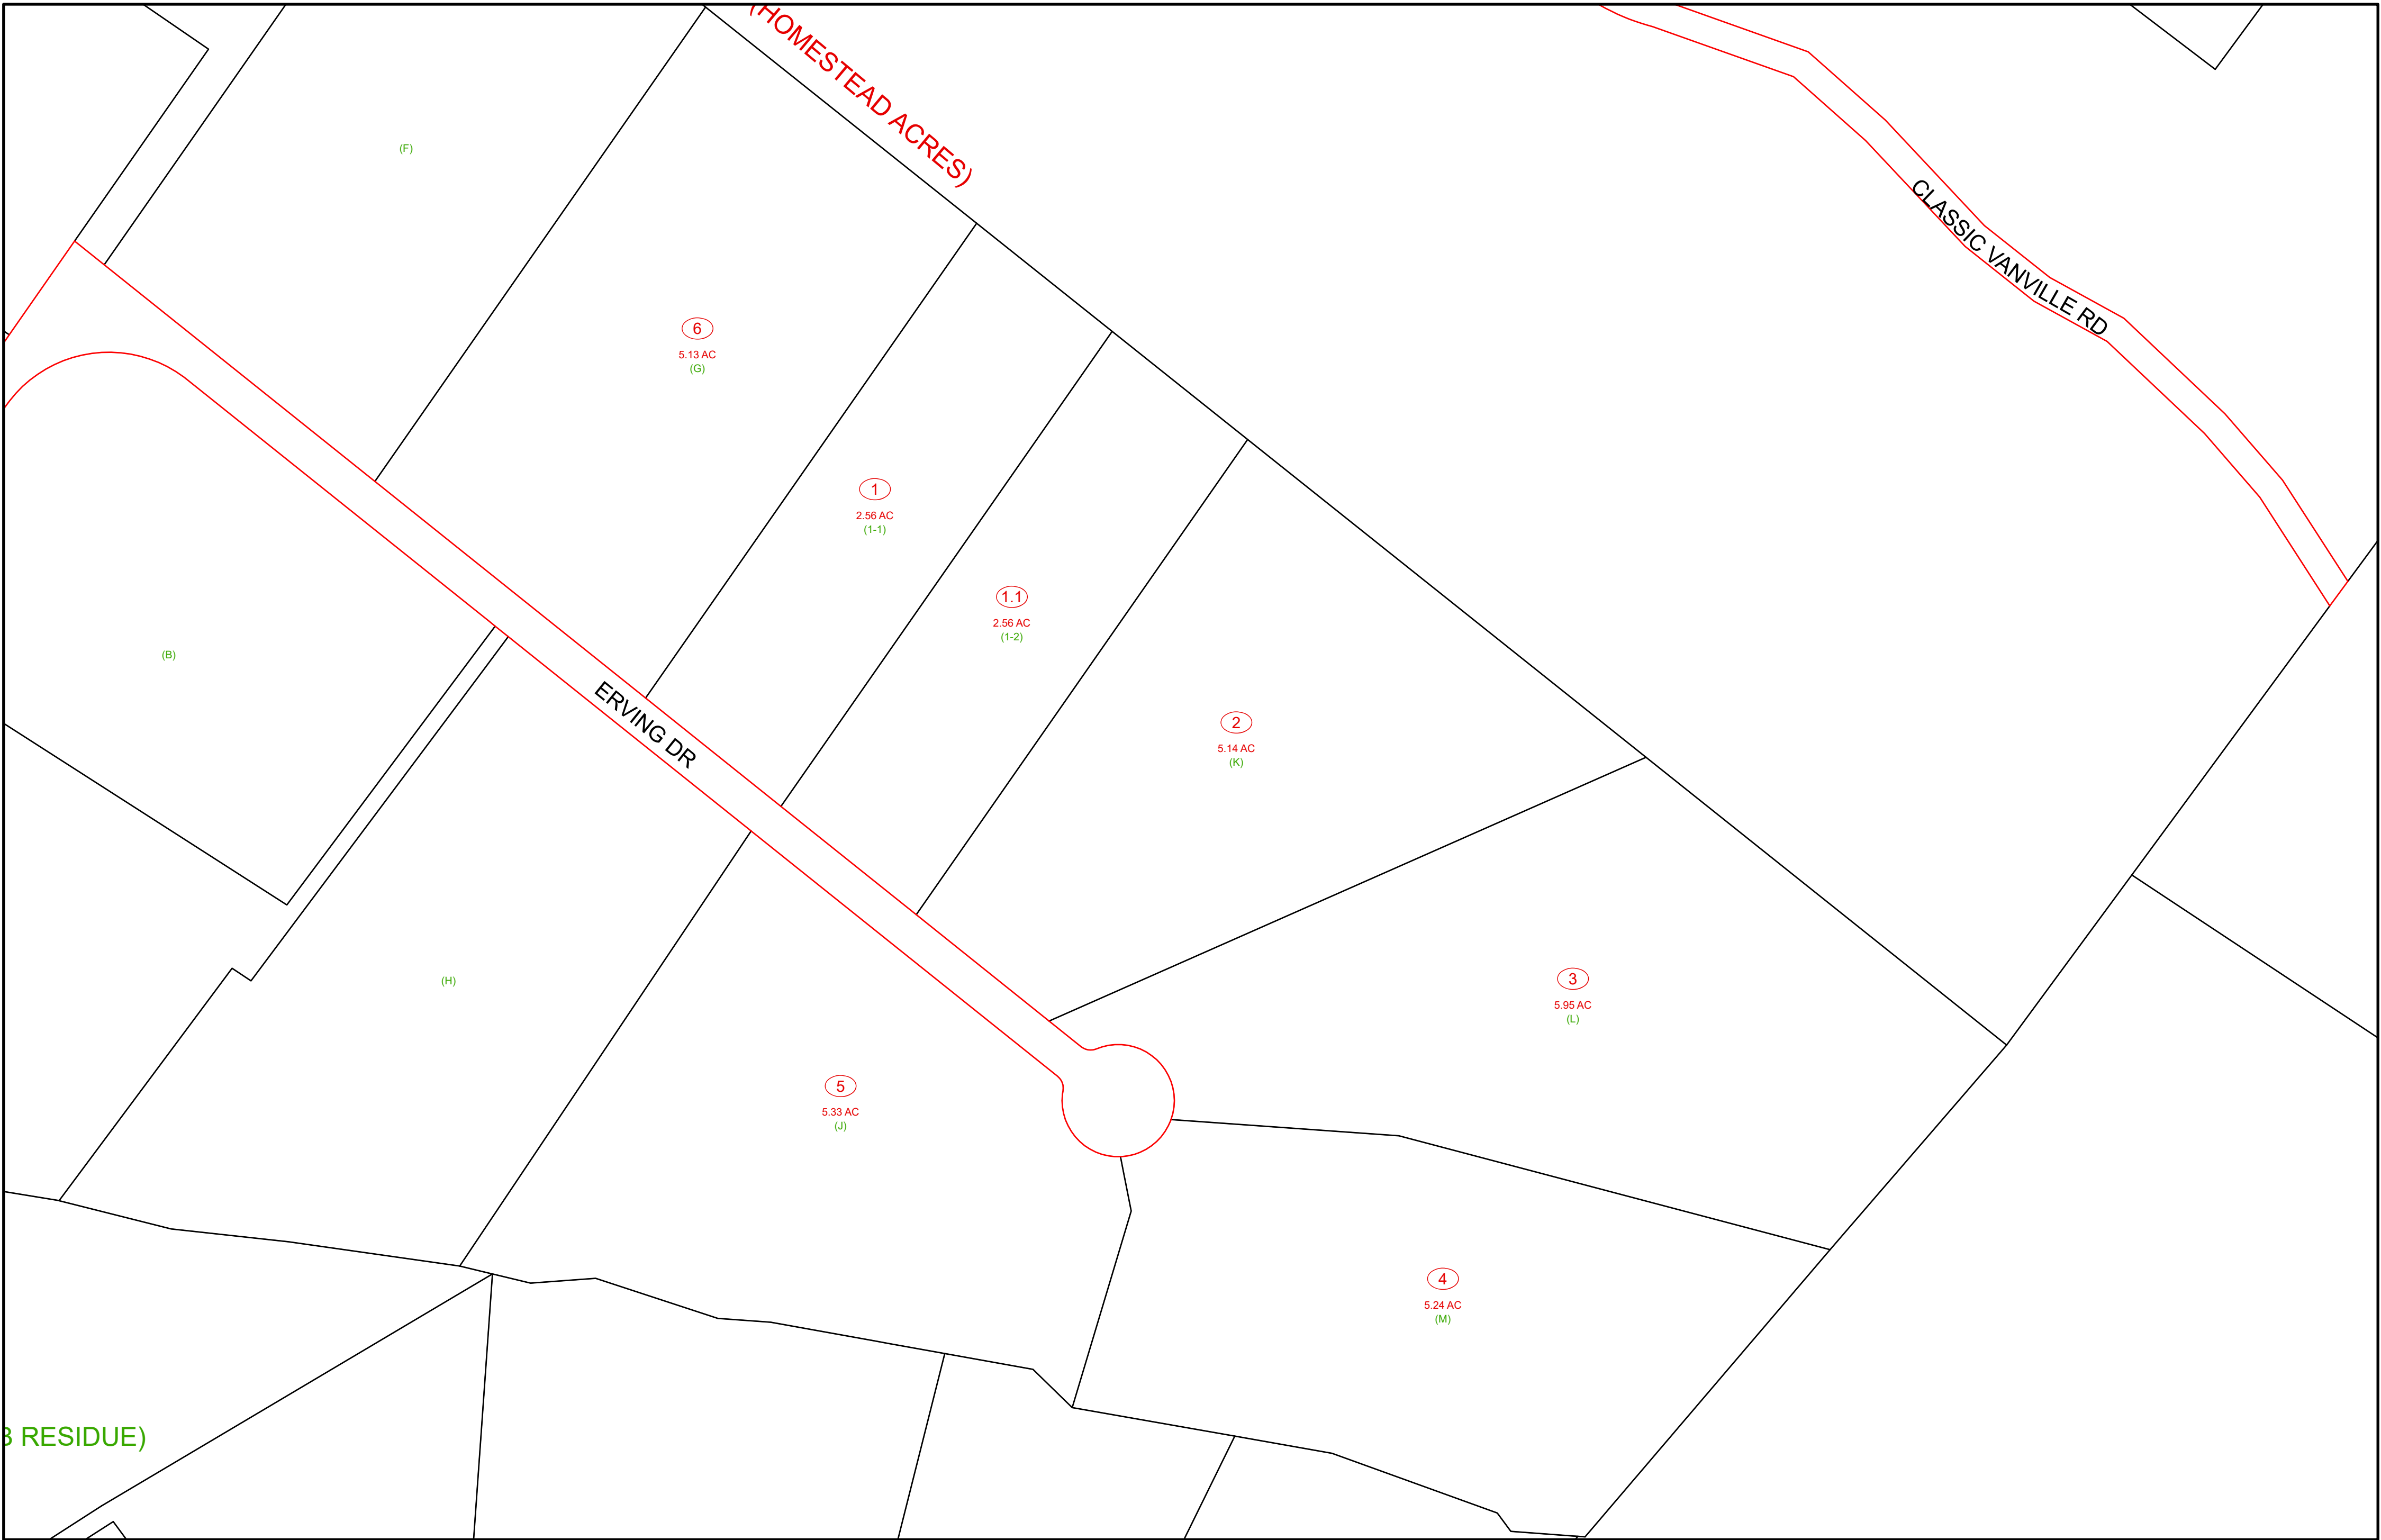 (HOMESTEAD ACRES)
CLASSIC VANVILLE RD
(F)
6
5.13 AC
(G)
1
2.56 AC
(1-1)
1.1
2.56 AC
(1-2)
(B)
ERVING DR
2
5.14 AC
(K)
(H)
3
5.95 AC
(L)
5
5.33 AC
(J)
4
5.24 AC
(M)
RESIDUE)